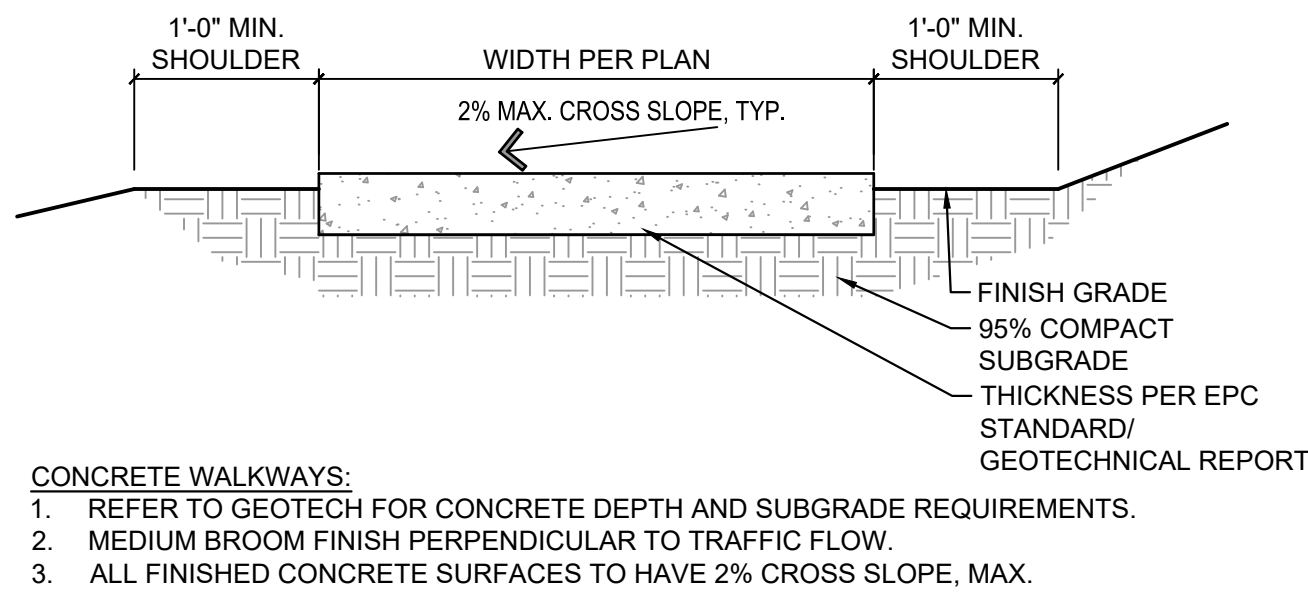 1'-0" MIN.
SHOULDER
WIDTH PER PLAN
1'-0" MIN.
SHOULDER
2% MAX. CROSS SLOPE, TYP.
FINISH GRADE
95% COMPACT
SUBGRADE
THICKNESS PER EPC
STANDARD/
GEOTECHNICAL REPORT
CONCRETE WALKWAYS:
1. REFER TO GEOTECH FOR CONCRETE DEPTH AND SUBGRADE REQUIREMENTS.
2. MEDIUM BROOM FINISH PERPENDICULAR TO TRAFFIC FLOW.
3. ALL FINISHED CONCRETE SURFACES TO HAVE 2% CROSS SLOPE, MAX.